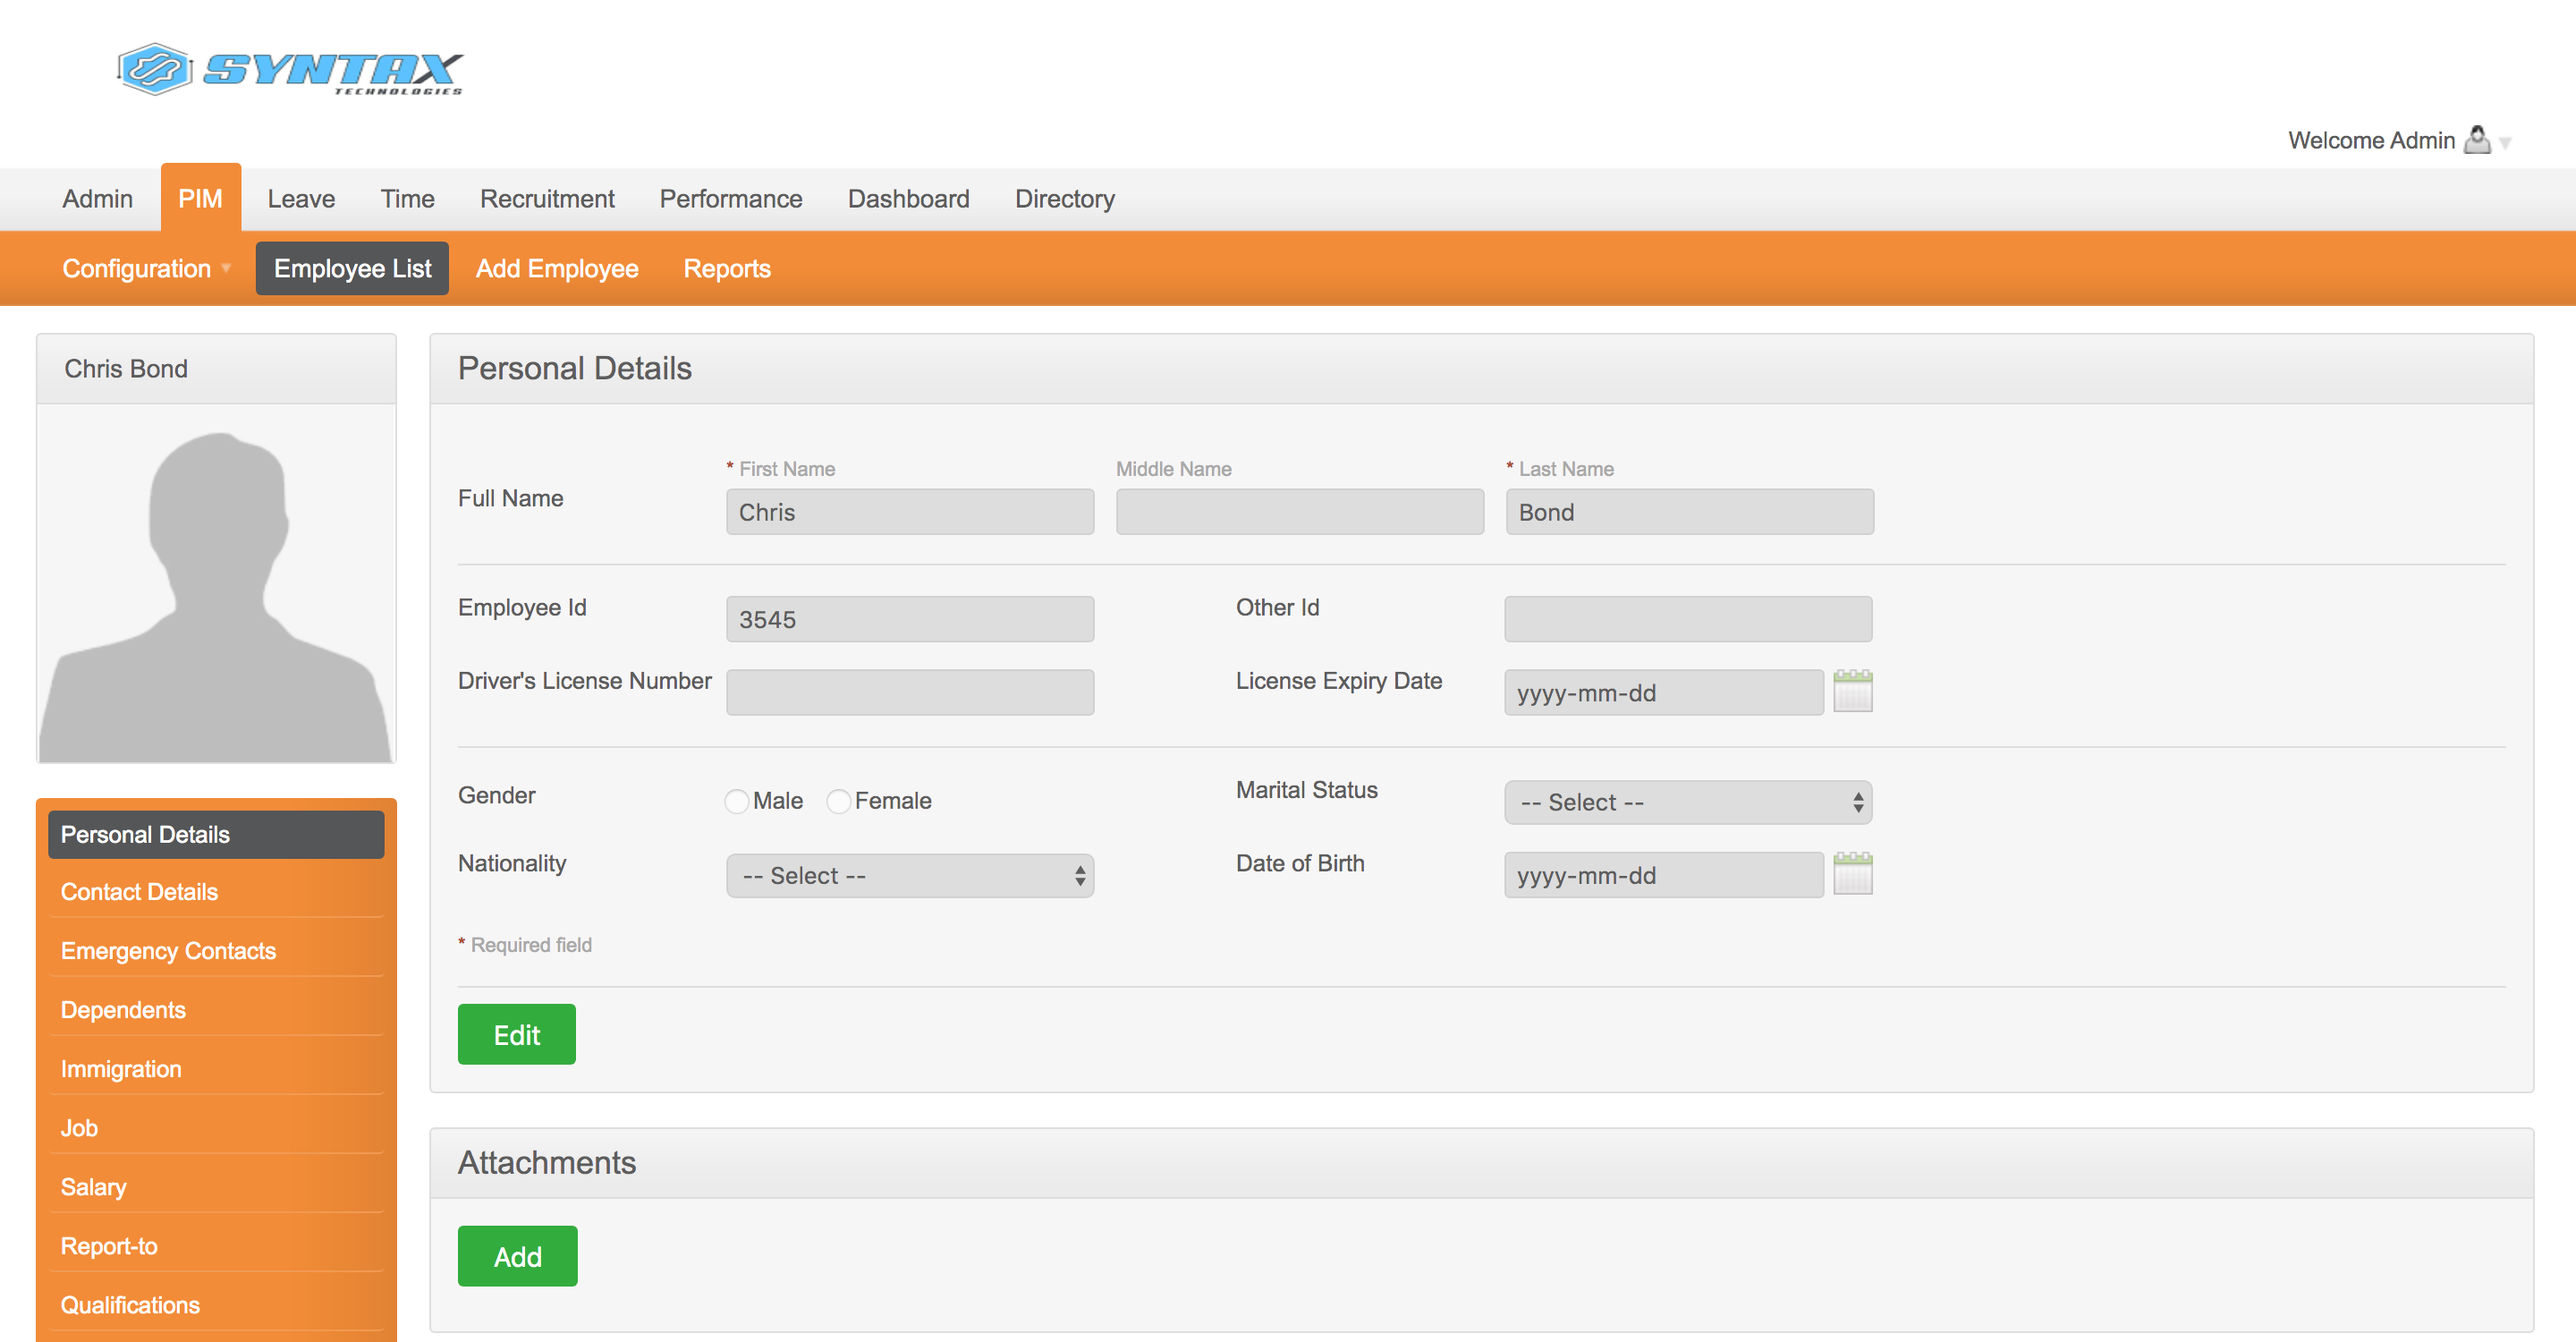 SYNTAX
TECHNOLOGIES
Welcome Admin
Admin PIM Leave Time Recruitment Performance Dashboard Directory
Configuration Employee List Add Employee Reports
Chris Bond
Personal Details
Contact Details
Emergency Contacts
Dependents
Immigration
Job
Salary
Report-to
Qualifications
Personal Details
* First Name Middle Name * Last Name
Full Name Chris Bond
Employee Id 3545 Other Id
Driver's License Number License Expiry Date yyyy-mm-dd
Gender Male Female Marital Status -- Select --
Nationality -- Select -- Date of Birth yyyy-mm-dd
* Required field
Edit
Attachments
Add